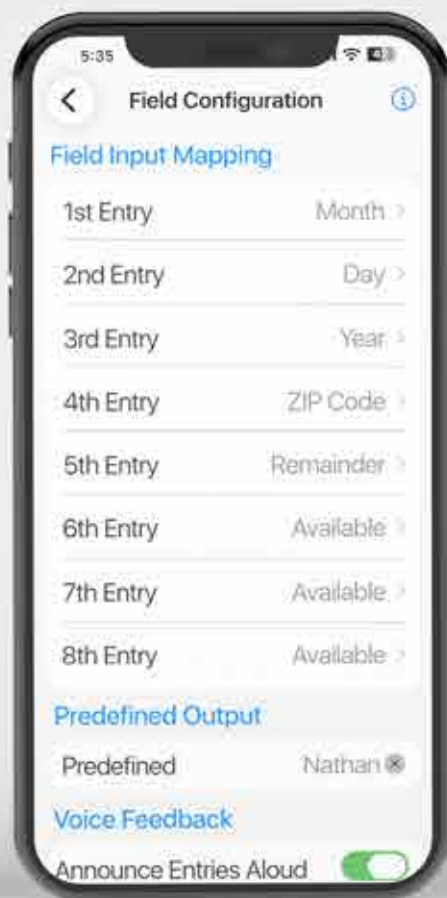 5:35
Field Configuration
Field Input Mapping
1st Entry Month
2nd Entry Day
3rd Entry Year
4th Entry ZIP Code
5th Entry Remainder
6th Entry Available
7th Entry Available
8th Entry Available
Predefined Output
Predefined Nathan
Voice Feedback
Announce Entries Aloud